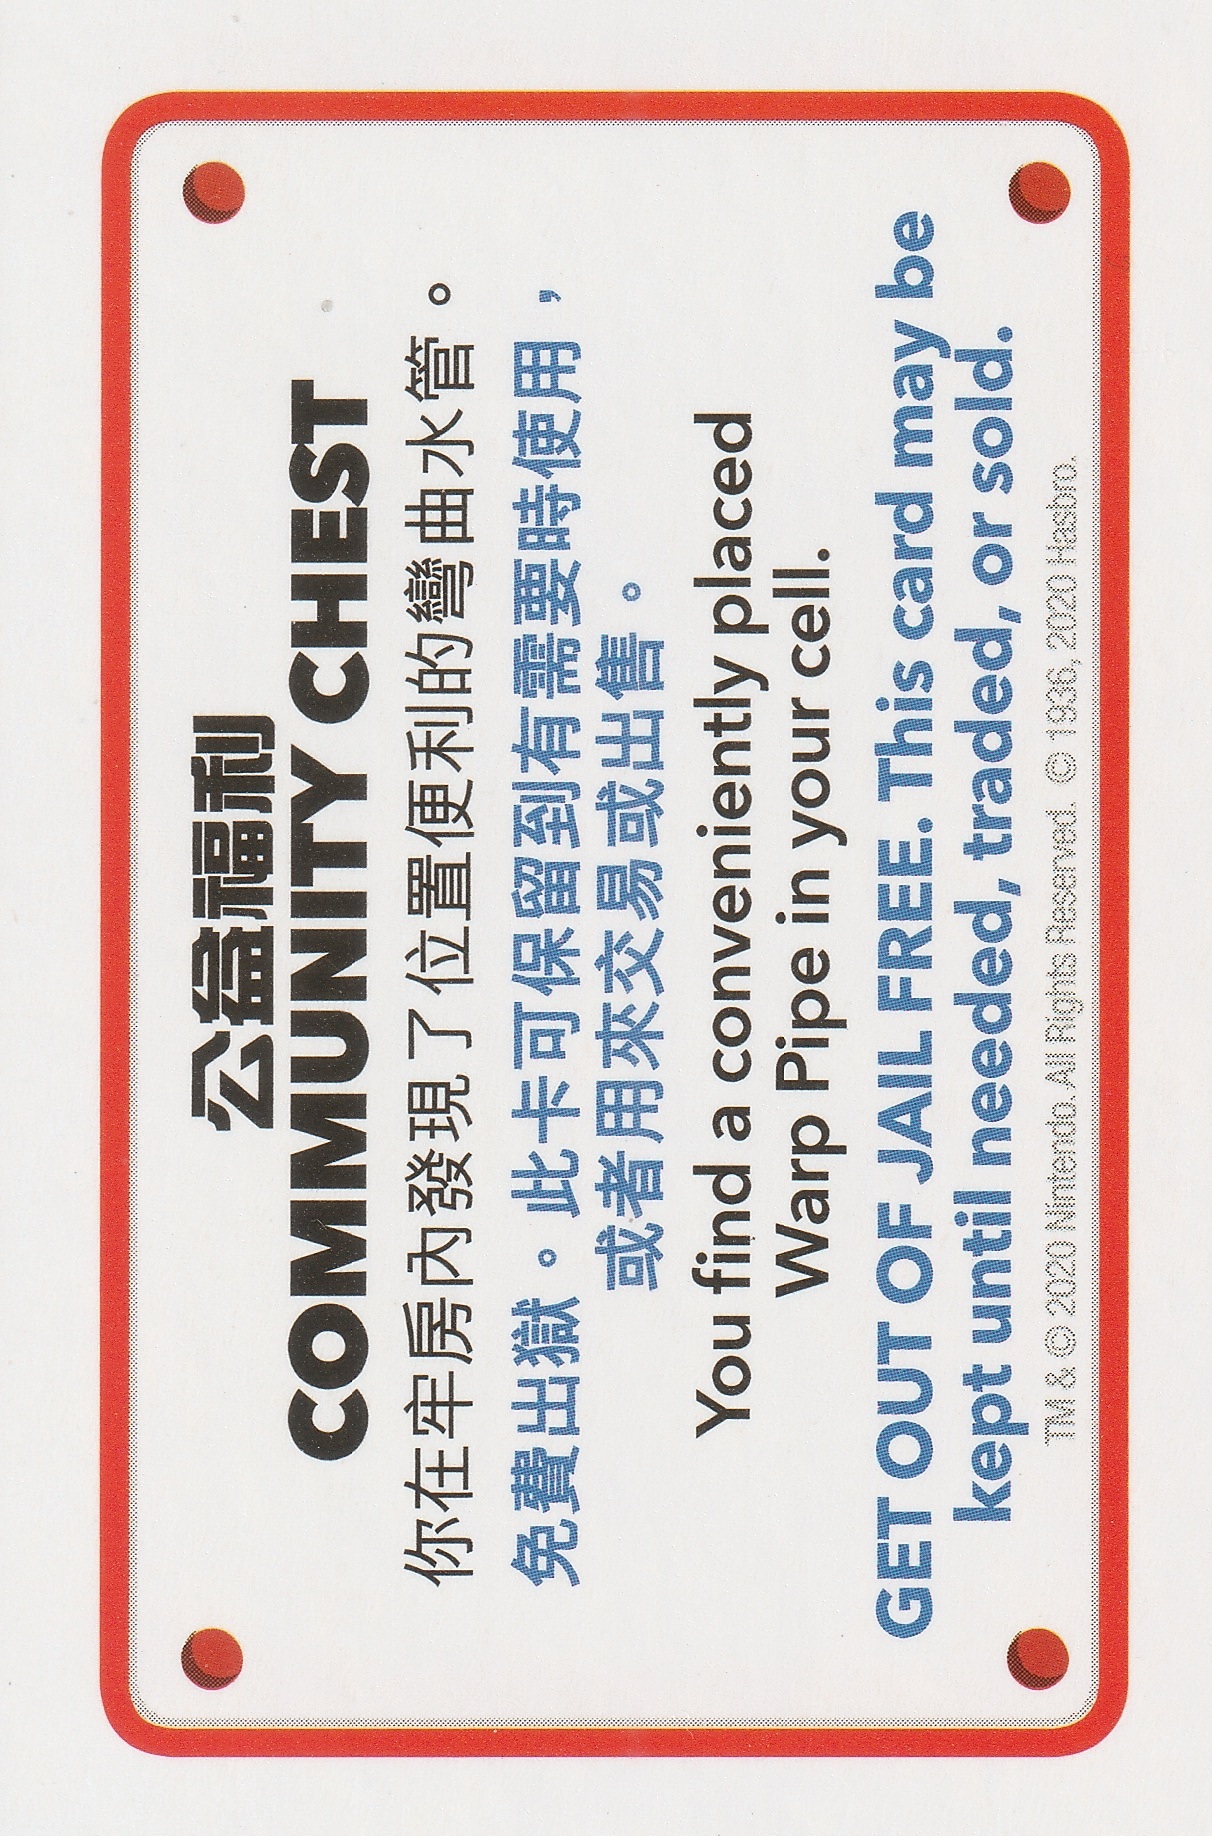 公益福利
COMMUNITY CHEST
你在牢房內發現了位置便利的彎曲水管。
免費出獄。此卡可保留到有需要時使用，
或者用來交易或出售。
You find a conveniently placed
Warp Pipe in your cell.
GET OUT OF JAIL FREE. This card may be
kept until needed, traded, or sold.
TM & © 2020 Nintendo. All Rights Reserved. © 1936, 2020 Hasbro.